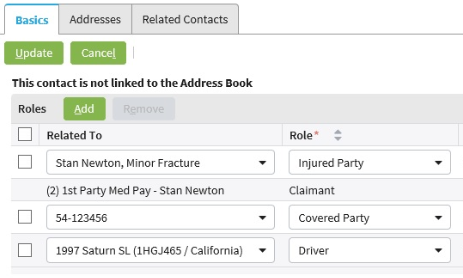 Basics Addresses Related Contacts
Update Cancel
This contact is not linked to the Address Book
Roles Add Remove
Related To Role*
Stan Newton, Minor Fracture Injured Party
(2) 1st Party Med Pay - Stan Newton Claimant
54-123456 Covered Party
1997 Saturn SL (1HGJ465 / California) Driver